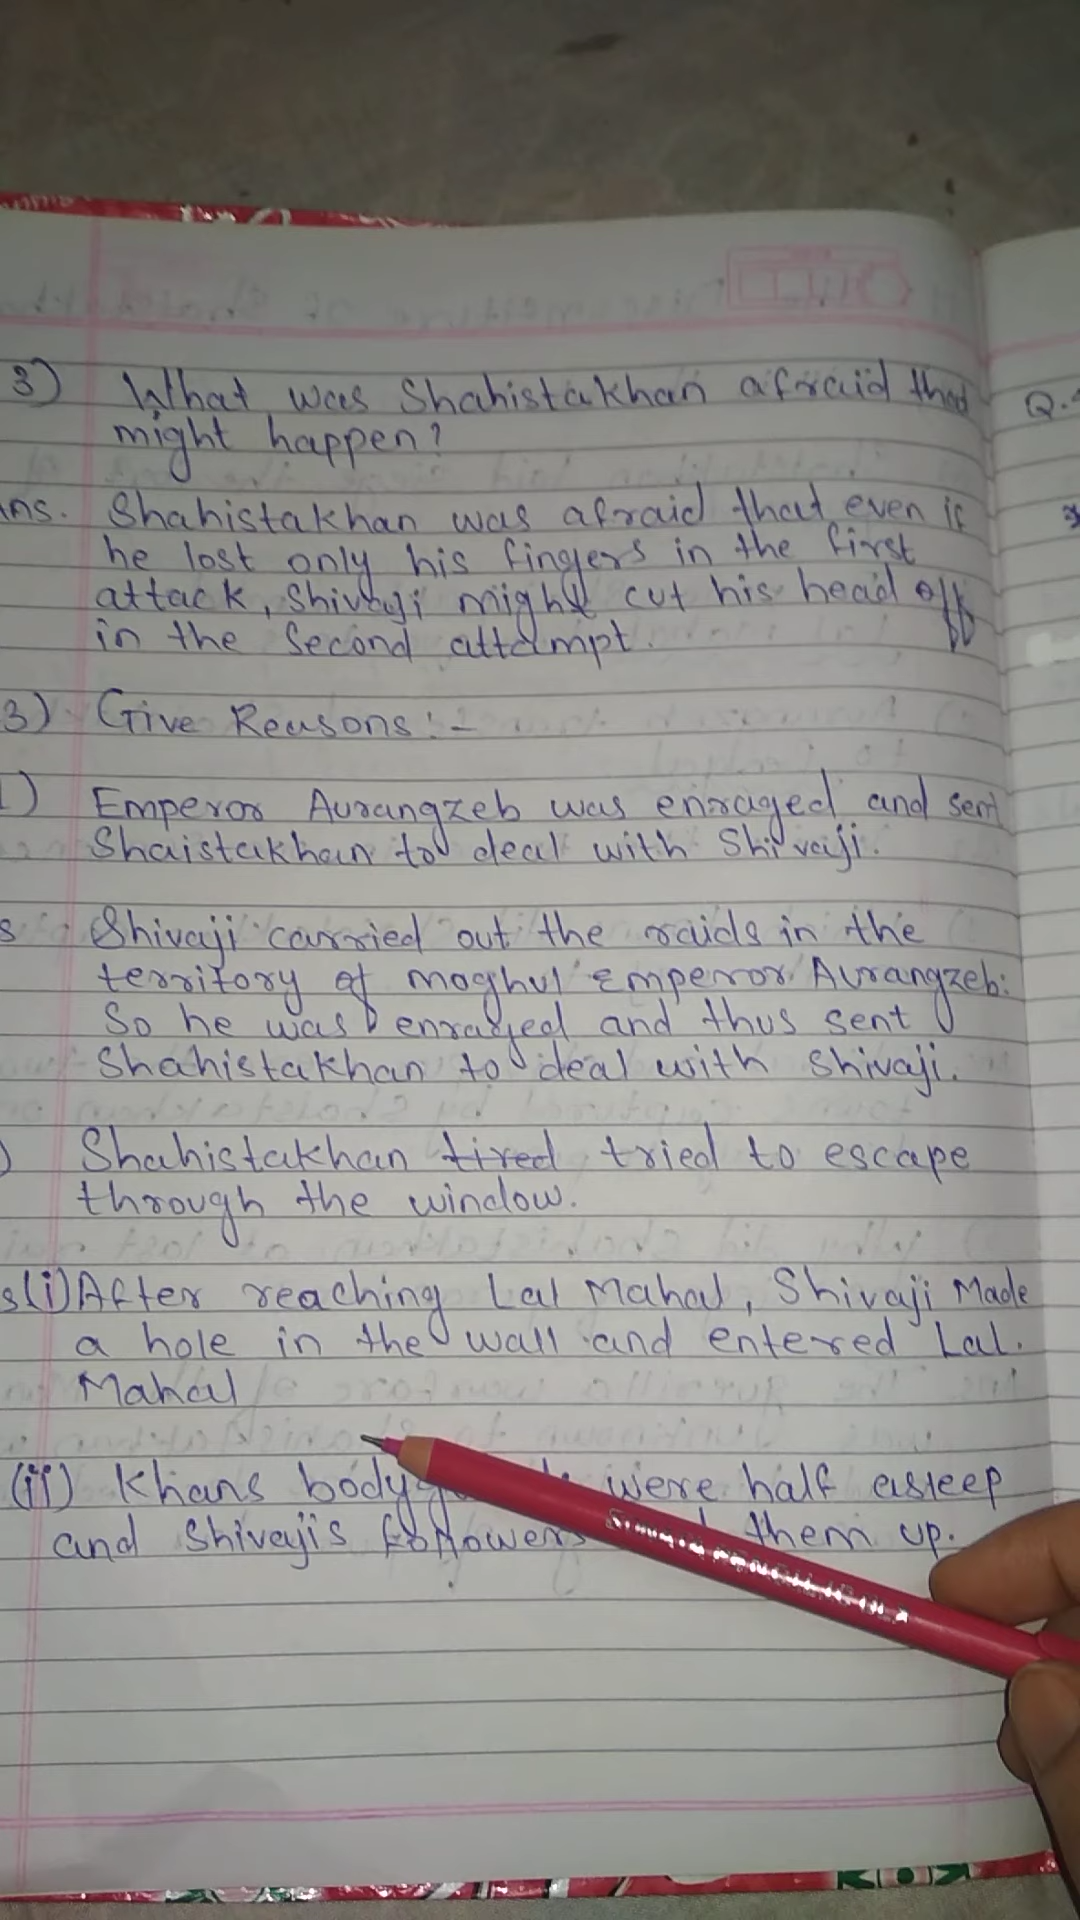 3) What was Shahistakhan afraid that
might happen?
Ans. Shahistakhan was afraid that even if
he lost only his fingers in the first
attack, Shivaji might cut his head off
in the second attempt.
3) Give Reasons:-
1) Emperor Aurangzeb was enraged and sent
Shaistakhan to deal with Shivaji.
s Shivaji carried out the raids in the
territory of moghul Emperor Aurangzeb.
So he was enraged and thus sent
Shahistakhan to deal with Shivaji.
) Shahistakhan tired tried to escape
through the window.
s(i) After reaching Lal Mahal, Shivaji Made
a hole in the wall and entered Lal.
Mahal
(ii) Khans were half asleep
and Shivajis followers them up.
Q.